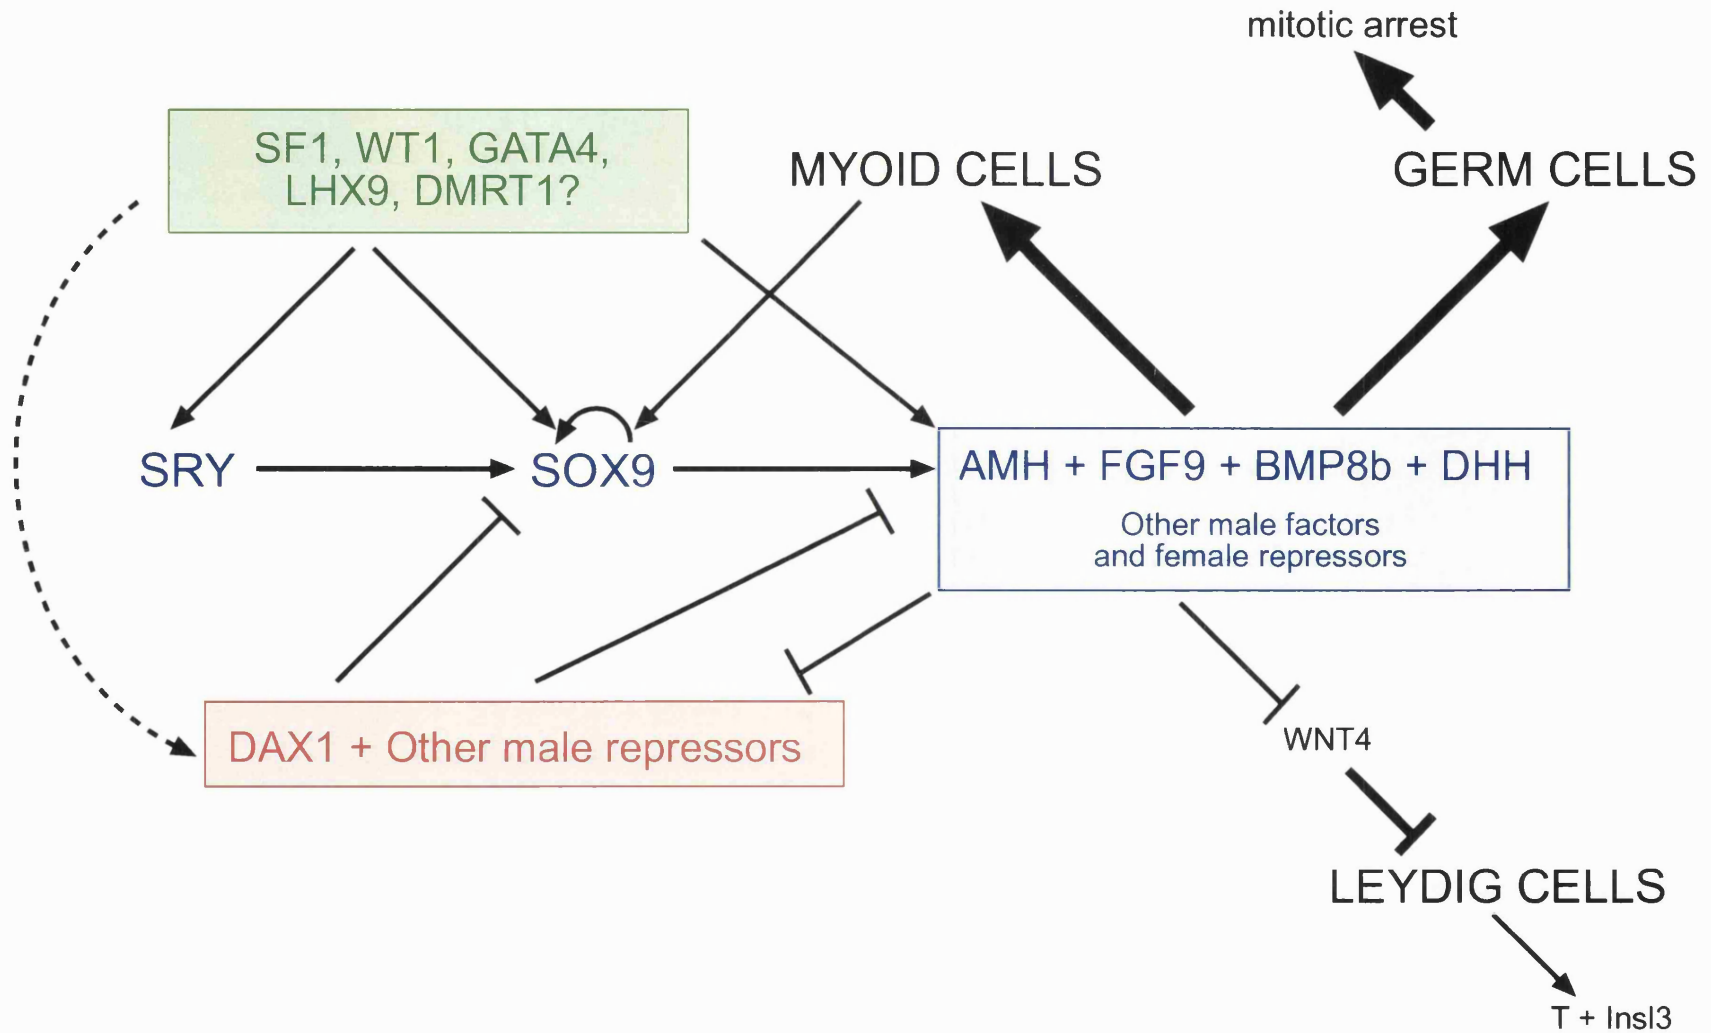 mitotic arrest
SF1, WT1, GATA4,
LHX9, DMRT1?
MYOID CELLS
GERM CELLS
SRY
SOX9
AMH + FGF9 + BMP8b + DHH
Other male factors
and female repressors
DAX1 + Other male repressors
WNT4
LEYDIG CELLS
T + Insl3